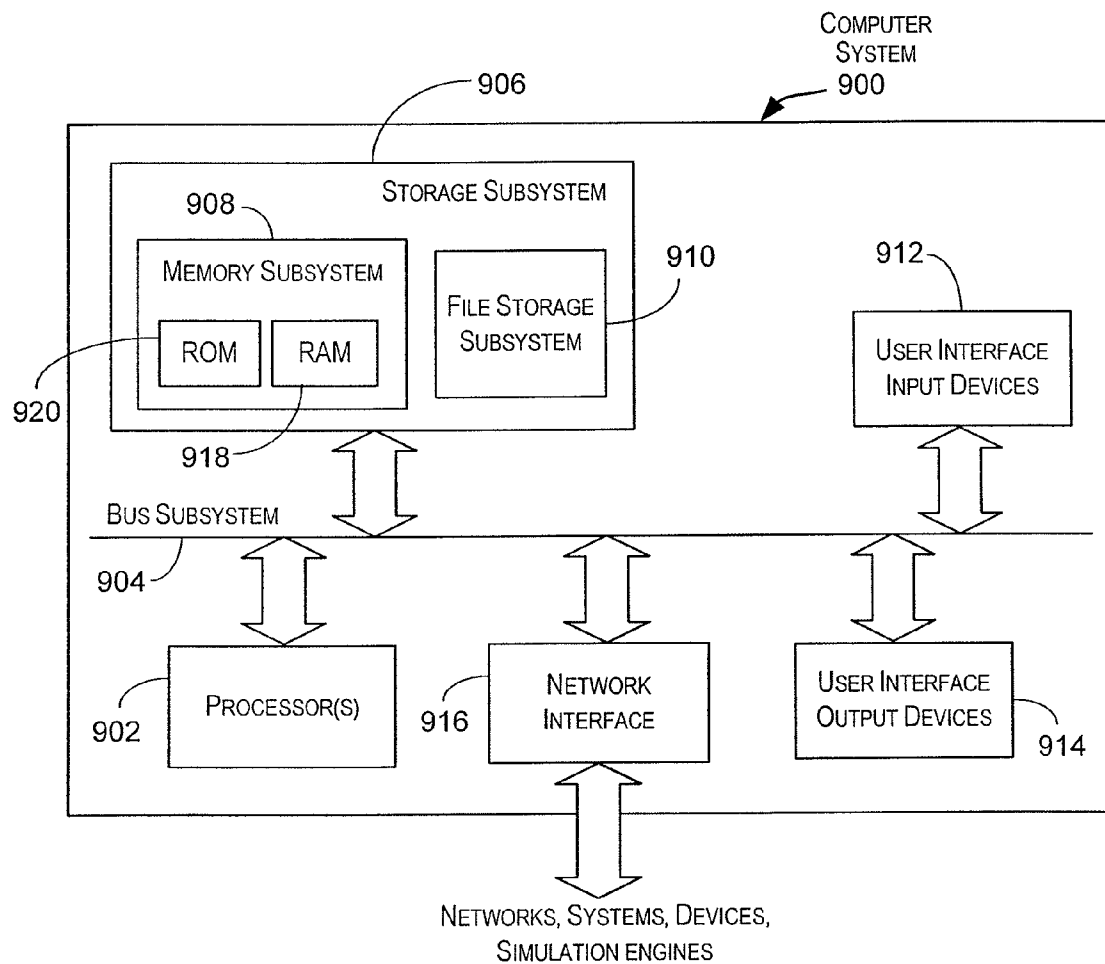 COMPUTER
SYSTEM
900
906
STORAGE SUBSYSTEM
908
MEMORY SUBSYSTEM
910
FILE STORAGE
SUBSYSTEM
ROM
RAM
920
918
912
USER INTERFACE
INPUT DEVICES
BUS SUBSYSTEM
904
PROCESSOR(S)
902
NETWORK
INTERFACE
916
USER INTERFACE
OUTPUT DEVICES
914
NETWORKS, SYSTEMS, DEVICES,
SIMULATION ENGINES